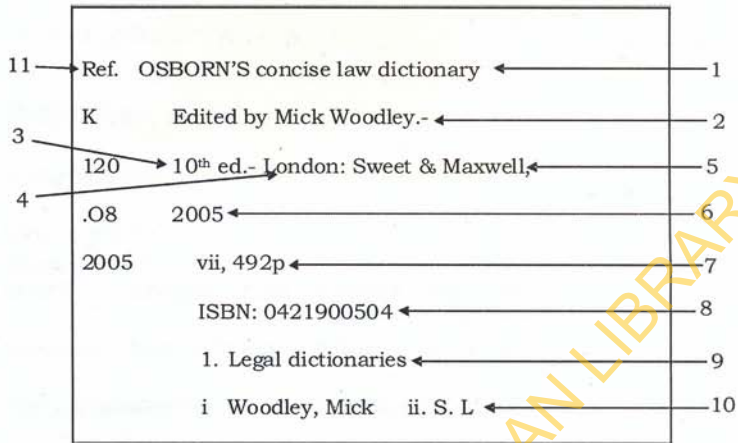 11 Ref. OSBORN'S concise law dictionary 1
K Edited by Mick Woodley.- 2
3
120 10th ed.- London: Sweet & Maxwell, 5
4
.O8 2005 6
2005 vii, 492p 7
ISBN: 0421900504 8
1. Legal dictionaries 9
i Woodley, Mick ii. S. L 10
AN LIBRARY